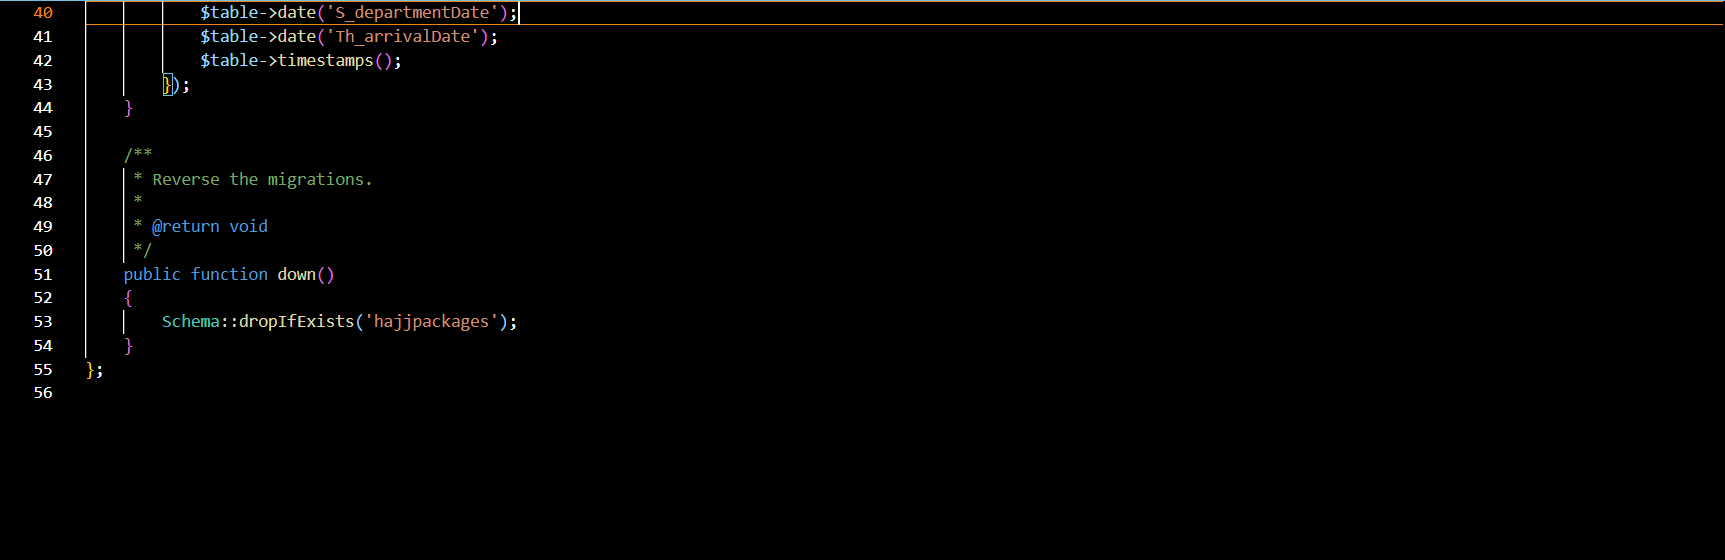 40 $table->date('S_departmentDate');
41 $table->date('Th_arrivalDate');
42 $table->timestamps();
43 });
44 }
45
46 /**
47 * Reverse the migrations.
48 *
49 * @return void
50 */
51 public function down()
52 {
53 Schema::dropIfExists('hajjpackages');
54 }
55 };
56